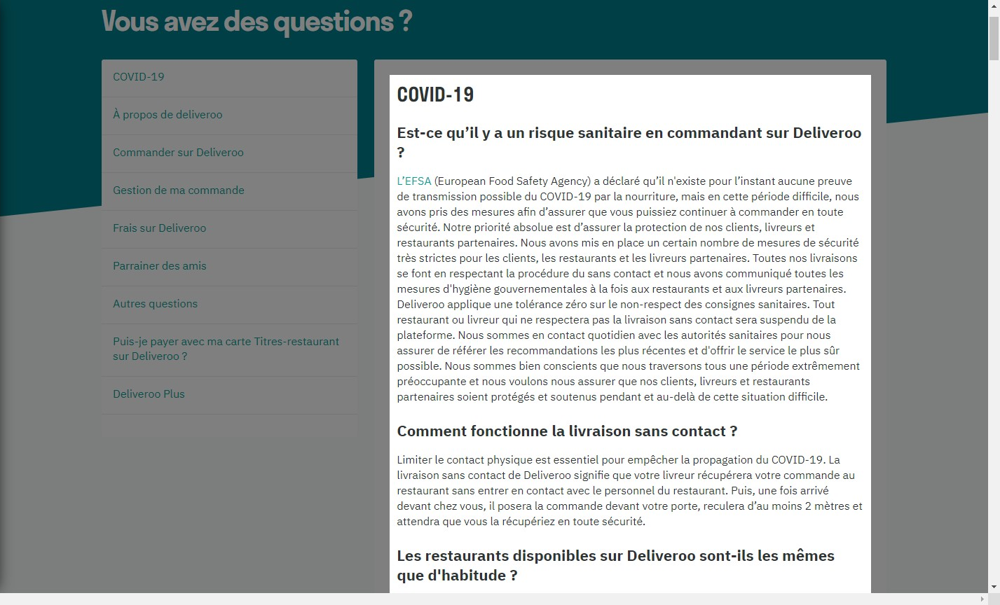 Vous avez des questions ?
COVID-19
À propos de deliveroo
Commander sur Deliveroo
Gestion de ma commande
Frais sur Deliveroo
Parrainer des amis
Autres questions
Puis-je payer avec ma carte Titres-restaurant
sur Deliveroo ?
Deliveroo Plus
COVID-19
Est-ce qu’il y a un risque sanitaire en commandant sur Deliveroo
?
L’EFSA (European Food Safety Agency) a déclaré qu’il n'existe pour l’instant aucune preuve
de transmission possible du COVID-19 par la nourriture, mais en cette période difficile, nous
avons pris des mesures afin d’assurer que vous puissiez continuer à commander en toute
sécurité. Notre priorité absolue est d’assurer la protection de nos clients, livreurs et
restaurants partenaires. Nous avons mis en place un certain nombre de mesures de sécurité
très strictes pour les clients, les restaurants et les livreurs partenaires. Toutes nos livraisons
se font en respectant la procédure du sans contact et nous avons communiqué toutes les
mesures d'hygiène gouvernementales à la fois aux restaurants et aux livreurs partenaires.
Deliveroo applique une tolérance zéro sur le non-respect des consignes sanitaires. Tout
restaurant ou livreur qui ne respectera pas la livraison sans contact sera suspendu de la
plateforme. Nous sommes en contact quotidien avec les autorités sanitaires pour nous
assurer de référer les recommandations les plus récentes et d'offrir le service le plus sûr
possible. Nous sommes bien conscients que nous traversons tous une période extrêmement
préoccupante et nous voulons nous assurer que nos clients, livreurs et restaurants
partenaires soient protégés et soutenus pendant et au-delà de cette situation difficile.
Comment fonctionne la livraison sans contact ?
Limiter le contact physique est essentiel pour empêcher la propagation du COVID-19. La
livraison sans contact de Deliveroo signifie que votre livreur récupérera votre commande au
restaurant sans entrer en contact avec le personnel du restaurant. Puis, une fois arrivé
devant chez vous, il posera la commande devant votre porte, reculera d’au moins 2 mètres et
attendra que vous la récupériez en toute sécurité.
Les restaurants disponibles sur Deliveroo sont-ils les mêmes
que d'habitude ?